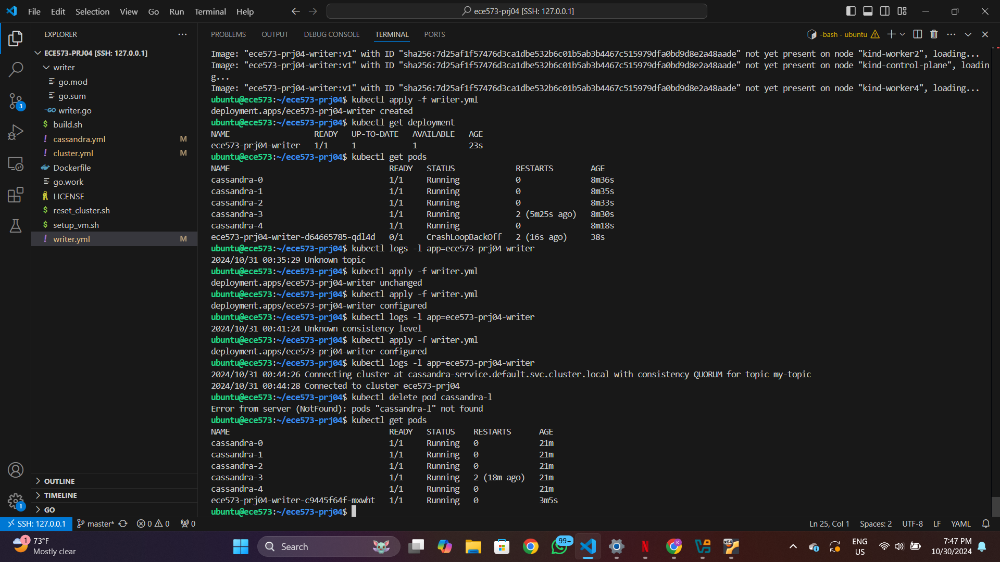 File Edit Selection View Go Run Terminal Help
ece573-prj04 [SSH: 127.0.0.1]
EXPLORER
ECE573-PRJ04 [SSH: 127.0.0.1]
writer
go.mod
go.sum
GO writer.go
$ build.sh
! cassandra.yml M
! cluster.yml M
Dockerfile
go.work
LICENSE
$ reset_cluster.sh
$ setup_vm.sh
! writer.yml M
OUTLINE
TIMELINE
GO
3
1
PROBLEMS OUTPUT DEBUG CONSOLE TERMINAL PORTS
-bash - ubuntu
Image: "ece573-prj04-writer:v1" with ID "sha256:7d25af1f57476d3ca1dbe532b6c01b5ab3b4467c515979dfa0bd9d8e2a48aade" not yet present on node "kind-worker2", loading...
Image: "ece573-prj04-writer:v1" with ID "sha256:7d25af1f57476d3ca1dbe532b6c01b5ab3b4467c515979dfa0bd9d8e2a48aade" not yet present on node "kind-control-plane", loadin
g...
Image: "ece573-prj04-writer:v1" with ID "sha256:7d25af1f57476d3ca1dbe532b6c01b5ab3b4467c515979dfa0bd9d8e2a48aade" not yet present on node "kind-worker4", loading...
ubuntu@ece573:~/ece573-prj04$ kubectl apply -f writer.yml
deployment.apps/ece573-prj04-writer created
ubuntu@ece573:~/ece573-prj04$ kubectl get deployment
NAME READY UP-TO-DATE AVAILABLE AGE
ece573-prj04-writer 1/1 1 1 23s
ubuntu@ece573:~/ece573-prj04$ kubectl get pods
NAME READY STATUS RESTARTS AGE
cassandra-0 1/1 Running 0 8m36s
cassandra-1 1/1 Running 0 8m35s
cassandra-2 1/1 Running 0 8m33s
cassandra-3 1/1 Running 2 (5m25s ago) 8m30s
cassandra-4 1/1 Running 0 8m18s
ece573-prj04-writer-d64665785-qdl4d 0/1 CrashLoopBackOff 2 (16s ago) 38s
ubuntu@ece573:~/ece573-prj04$ kubectl logs -l app=ece573-prj04-writer
2024/10/31 00:35:29 Unknown topic
ubuntu@ece573:~/ece573-prj04$ kubectl apply -f writer.yml
deployment.apps/ece573-prj04-writer unchanged
ubuntu@ece573:~/ece573-prj04$ kubectl apply -f writer.yml
deployment.apps/ece573-prj04-writer configured
ubuntu@ece573:~/ece573-prj04$ kubectl logs -l app=ece573-prj04-writer
2024/10/31 00:41:24 Unknown consistency level
ubuntu@ece573:~/ece573-prj04$ kubectl apply -f writer.yml
deployment.apps/ece573-prj04-writer configured
ubuntu@ece573:~/ece573-prj04$ kubectl logs -l app=ece573-prj04-writer
2024/10/31 00:44:26 Connecting cluster at cassandra-service.default.svc.cluster.local with consistency QUORUM for topic my-topic
2024/10/31 00:44:28 Connected to cluster ece573-prj04
ubuntu@ece573:~/ece573-prj04$ kubectl delete pod cassandra-l
Error from server (NotFound): pods "cassandra-l" not found
ubuntu@ece573:~/ece573-prj04$ kubectl get pods
NAME READY STATUS RESTARTS AGE
cassandra-0 1/1 Running 0 21m
cassandra-1 1/1 Running 0 21m
cassandra-2 1/1 Running 0 21m
cassandra-3 1/1 Running 2 (18m ago) 21m
cassandra-4 1/1 Running 0 21m
ece573-prj04-writer-c9445f64f-mxwht 1/1 Running 0 3m5s
ubuntu@ece573:~/ece573-prj04$
SSH: 127.0.0.1 master* 0 0 0
Ln 25, Col 1 Spaces: 2 UTF-8 LF YAML
1
73°F
Mostly clear
Search
99+
N
K
x64
ENG
US
7:47 PM
10/30/2024